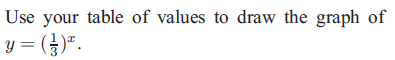 Use your table of values to draw the graph of
y = (1/3)^x.